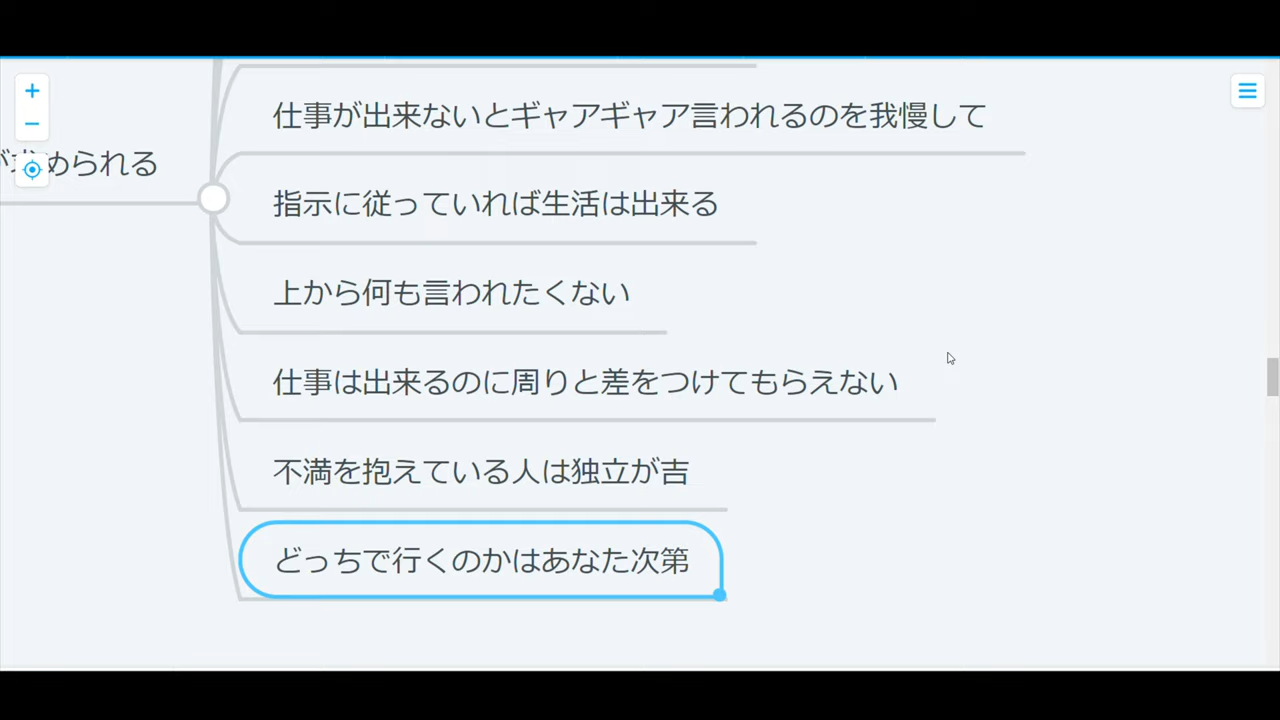 仕事が出来ないとギャアギャア言われるのを我慢して
められる
指示に従っていれば生活は出来る
上から何も言われたくない
仕事は出来るのに周りと差をつけてもらえない
不満を抱えている人は独立が吉
どっちで行くのかはあなた次第